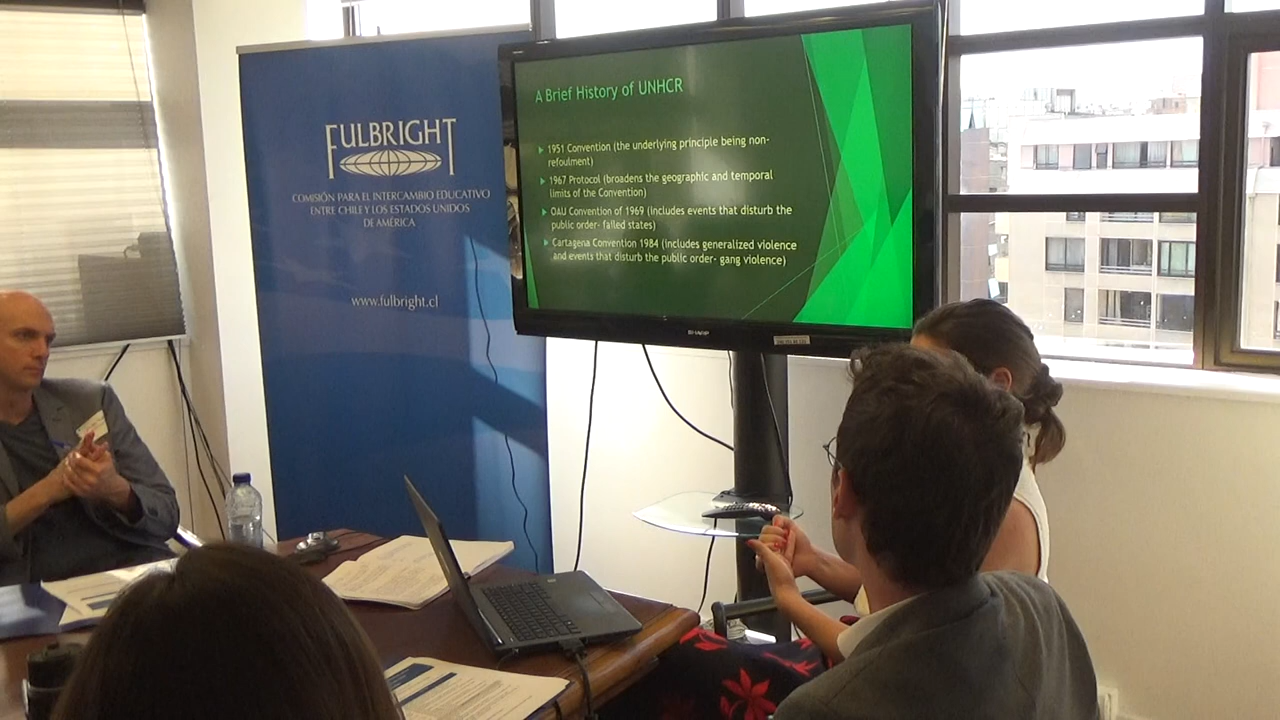 FULBRIGHT
COMISIÓN PARA EL INTERCAMBIO EDUCATIVO
ENTRE CHILE Y LOS ESTADOS UNIDOS
DE AMÉRICA
www.fulbright.cl
A Brief History of UNHCR
1951 Convention (the underlying principle being non-
refoulment)
1967 Protocol (broadens the geographic and temporal
limits of the Convention)
OAU Convention of 1969 (includes events that disturb the
public order- failed states)
Cartagena Convention 1984 (includes generalized violence
and events that disturb the public order- gang violence)
SHARP